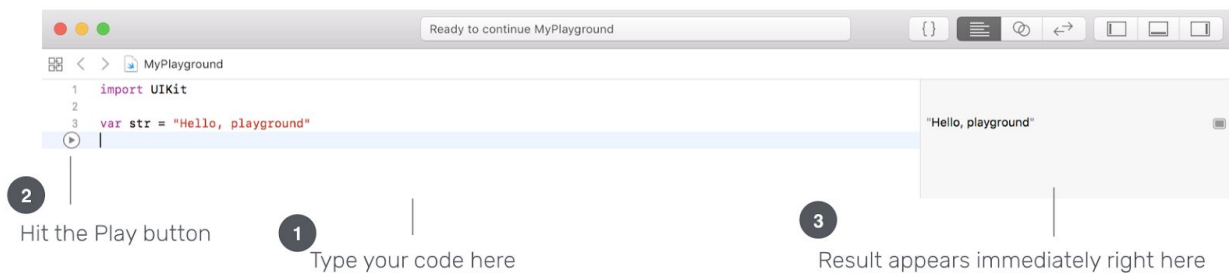 Ready to continue MyPlayground
{}
MyPlayground
1 import UIKit
2
3 var str = "Hello, playground"
"Hello, playground"
2
Hit the Play button
1
Type your code here
3
Result appears immediately right here